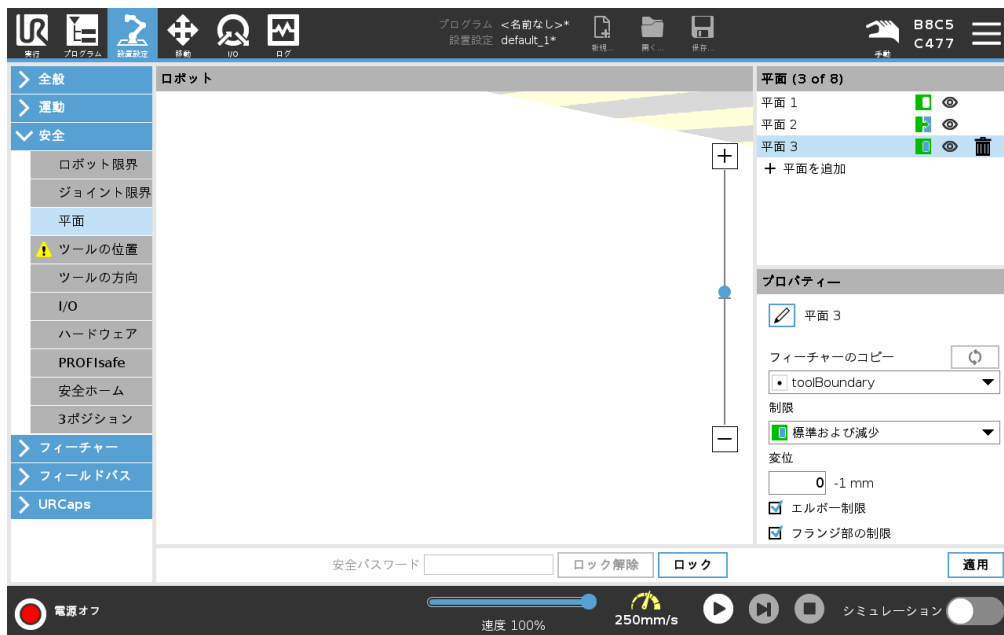 UR
実行
プログラム
設置設定
移動
I/O
ログ
プログラム <名前なし>*
設置設定 default_1*
新規...
開く...
保存...
手動
B8C5
C477
全般
運動
安全
ロボット限界
ジョイント限界
平面
ツールの位置
ツールの方向
I/O
ハードウェア
PROFIsafe
安全ホーム
3ポジション
フィーチャー
フィールドバス
URCaps
ロボット
平面 (3 of 8)
平面 1
平面 2
平面 3
平面を追加
プロパティー
平面 3
フィーチャーのコピー
toolBoundary
制限
標準および減少
変位
0 -1 mm
エルボー制限
フランジ部の制限
安全パスワード
ロック解除
ロック
適用
電源オフ
速度 100%
250mm/s
シミュレーション